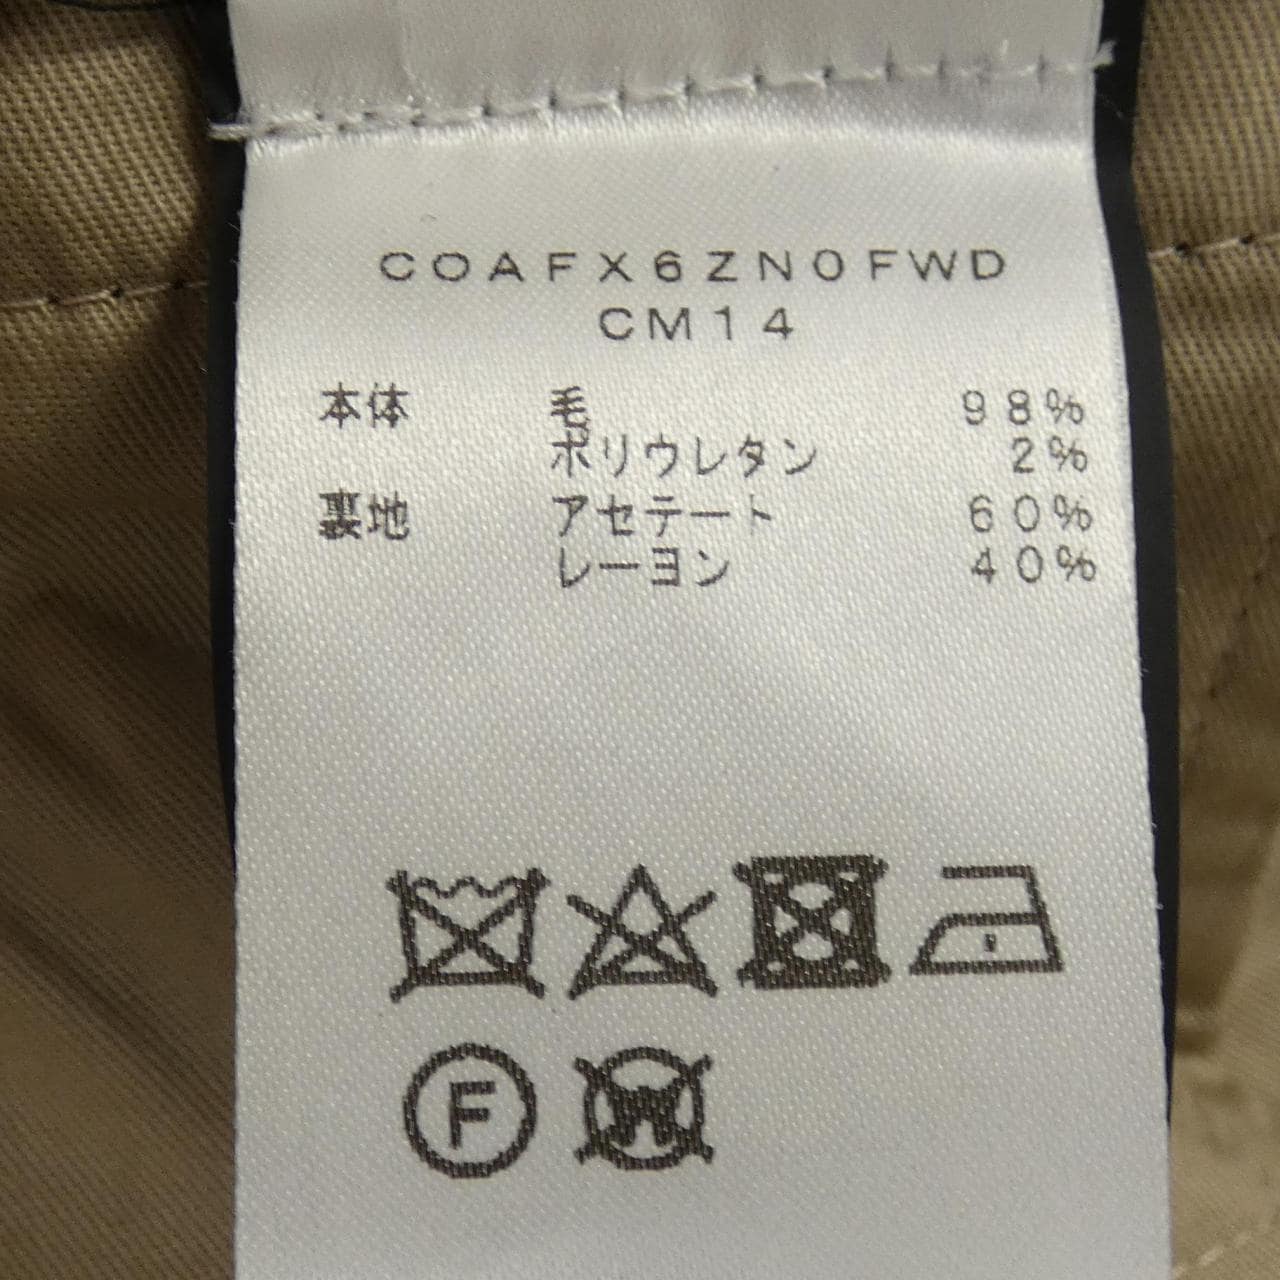 COAFX6ZN0FWD
CM14
本体 毛 98%
ポリウレタン 2%
裏地 アセテート 60%
レーヨン 40%
F W